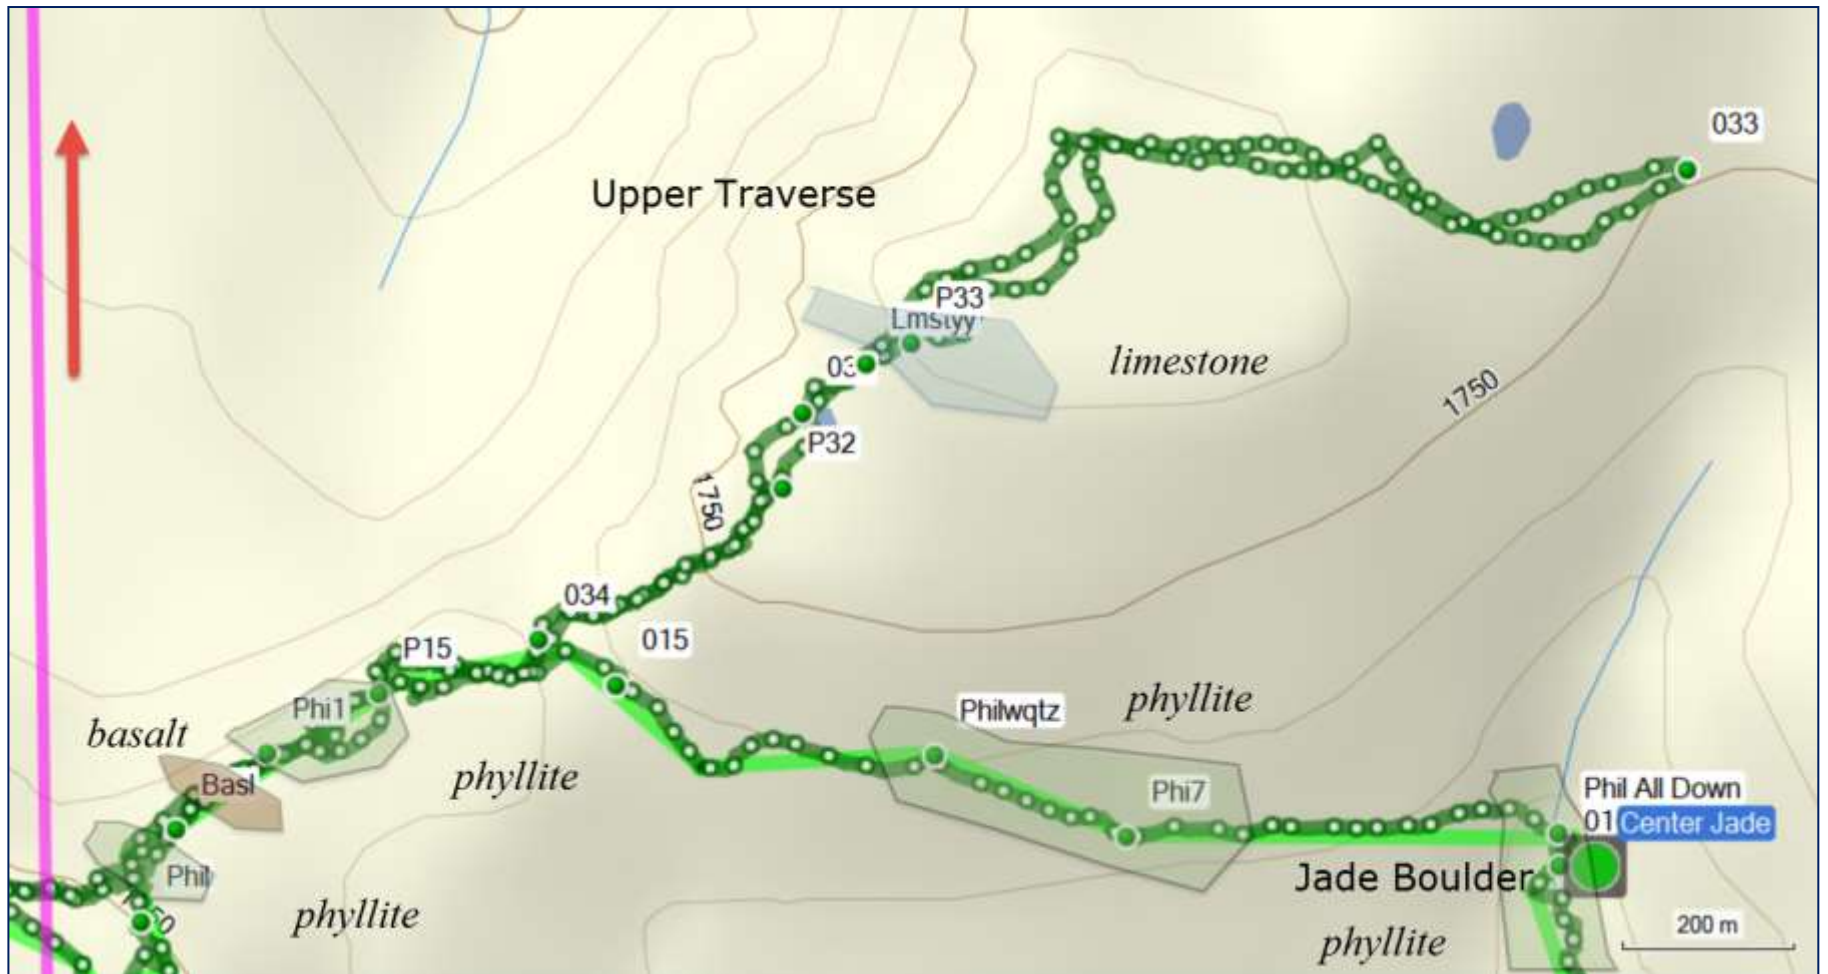 033
Upper Traverse
P33
Lmstyy
limestone
03
1750
P32
1750
034
015
P15
phyllite
Philwqtz
Phi1
basalt
phyllite
Basl
Phi7
Phil All Down
01 Center Jade
Jade Boulder
Phil
phyllite
200 m
phyllite